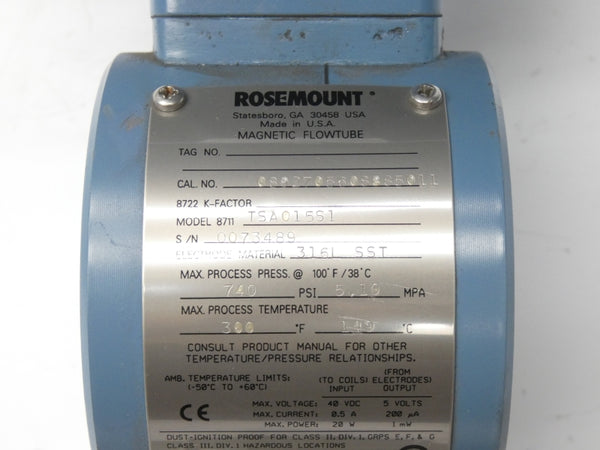 ROSEMOUNT
Statesboro, GA 30458 USA
Made in U.S.A.
MAGNETIC FLOWTUBE
TAG NO.
CAL. NO.
8722 K-FACTOR
MODEL 8711 TSA015S1
S/N 0073489
ELECTRODE MATERIAL 316L SST
MAX. PROCESS PRESS. @ 100°F/38°C
740 PSI 5.10 MPA
MAX. PROCESS TEMPERATURE
300 °F 149 °C
CONSULT PRODUCT MANUAL FOR OTHER
TEMPERATURE/PRESSURE RELATIONSHIPS.
AMB. TEMPERATURE LIMITS: (TO COILS) (FROM ELECTRODES)
(-50°C TO +60°C) INPUT OUTPUT
MAX. VOLTAGE: 40 VDC 5 VOLTS
MAX. CURRENT: 0.5 A 200 µA
MAX. POWER: 20 W 1 mW
CE
DUST-IGNITION PROOF FOR CLASS II, DIV. 1, GRPS E, F, & G
CLASS III, DIV. 1 HAZARDOUS LOCATIONS